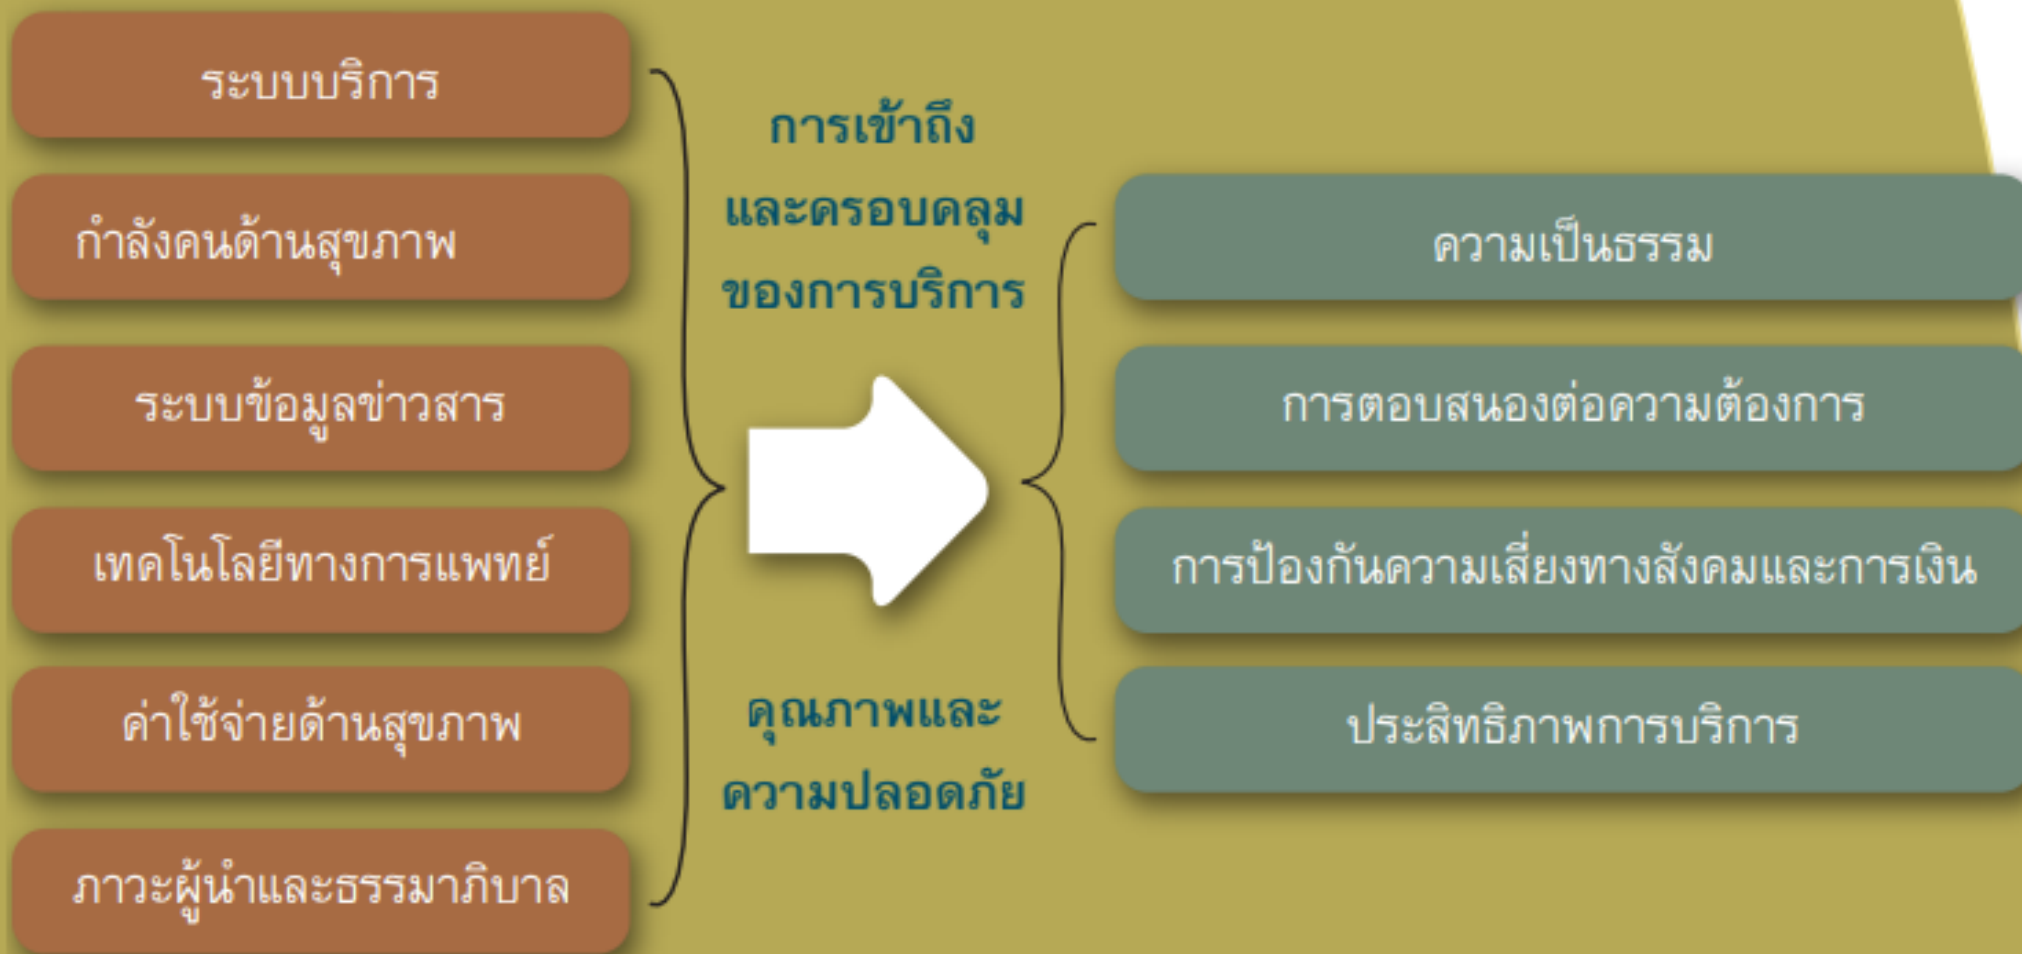 ระบบบริการ
กำลังคนด้านสุขภาพ
ระบบข้อมูลข่าวสาร
เทคโนโลยีทางการแพทย์
ค่าใช้จ่ายด้านสุขภาพ
ภาวะผู้นำและธรรมาภิบาล
การเข้าถึง
และครอบคลุม
ของการบริการ
คุณภาพและ
ความปลอดภัย
ความเป็นธรรม
การตอบสนองต่อความต้องการ
การป้องกันความเสี่ยงทางสังคมและการเงิน
ประสิทธิภาพการบริการ